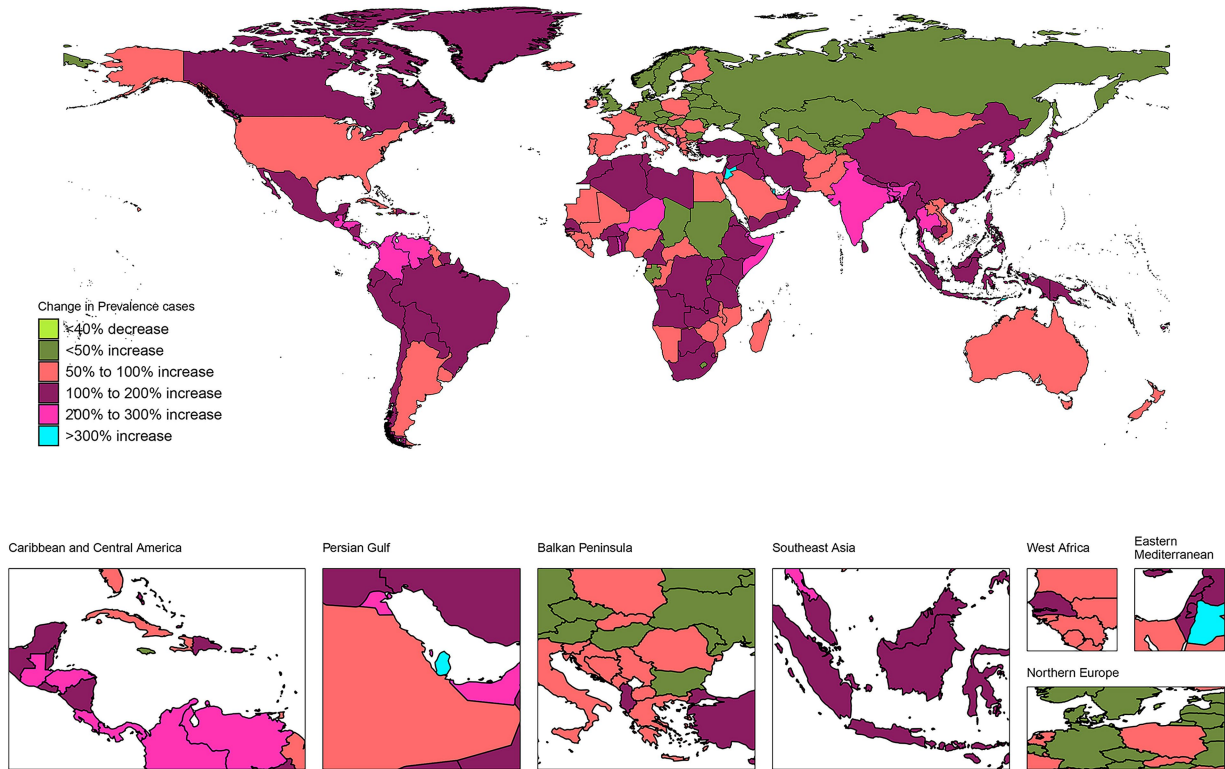 Change in Prevalence cases
<40% decrease
<50% increase
50% to 100% increase
100% to 200% increase
200% to 300% increase
>300% increase
Caribbean and Central America
Persian Gulf
Balkan Peninsula
Southeast Asia
West Africa
Eastern
Mediterranean
Northern Europe